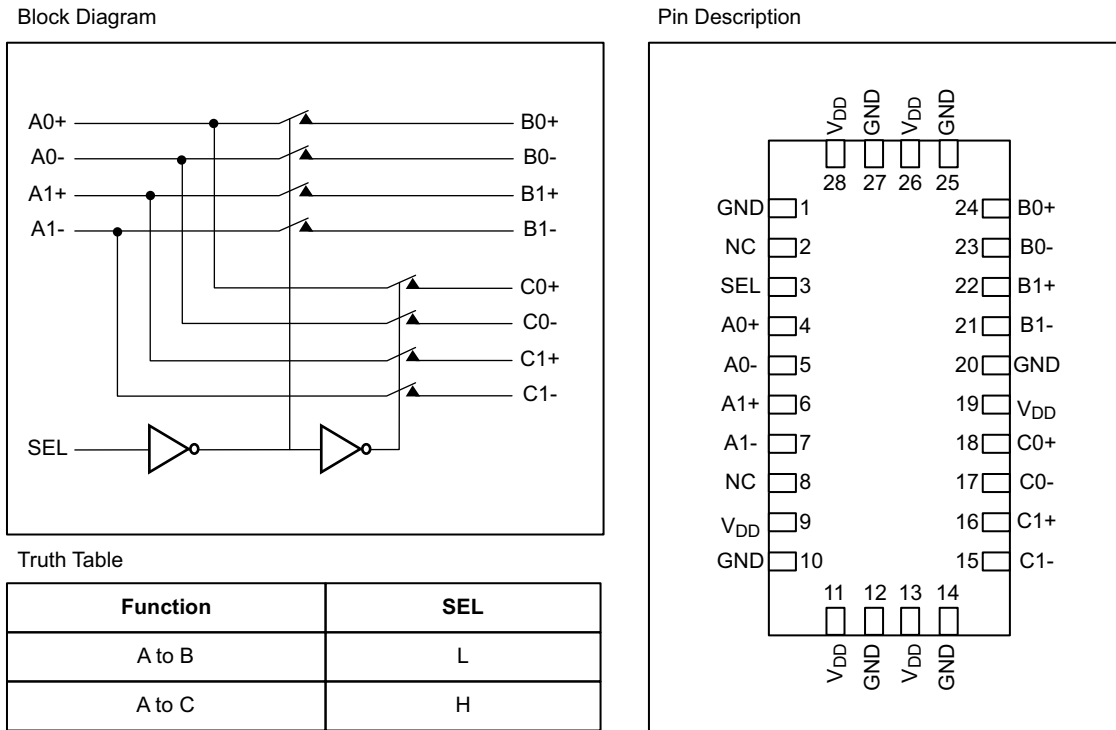 Block Diagram
A0+ B0+
A0- B0-
A1+ B1+
A1- B1-
C0+
C0-
C1+
C1-
SEL
Truth Table
Function SEL
A to B L
A to C H
Pin Description
VDD GND VDD GND
28 27 26 25
GND 1 24 B0+
NC 2 23 B0-
SEL 3 22 B1+
A0+ 4 21 B1-
A0- 5 20 GND
A1+ 6 19 VDD
A1- 7 18 C0+
NC 8 17 C0-
VDD 9 16 C1+
GND 10 15 C1-
11 12 13 14
VDD GND VDD GND